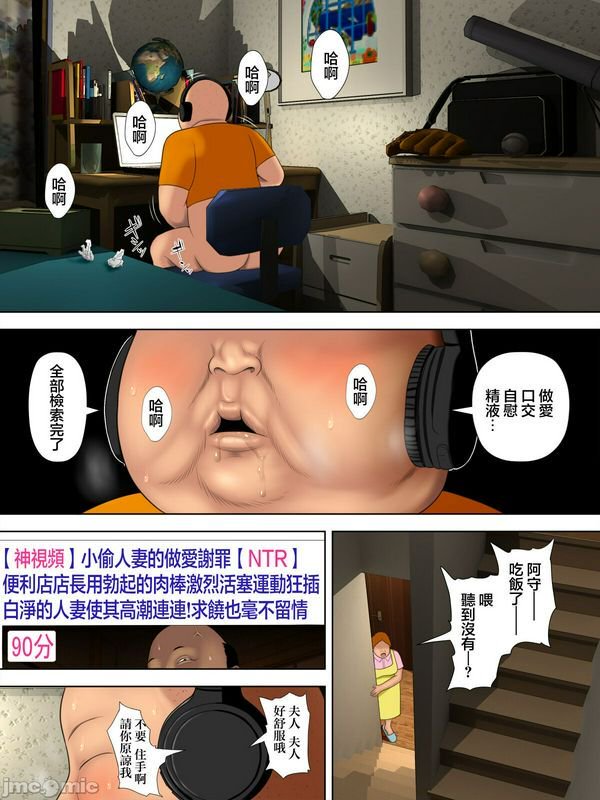 哈啊
哈啊
哈啊
哈啊
做愛
口交
自慰
精液…
哈啊
哈啊
全部檢索完了
【神視頻】小偷人妻的做愛謝罪【NTR】
便利店店長用勃起的肉棒激烈活塞運動狂插
白淨的人妻使其高潮連連!求饒也毫不留情
90分
阿守——
吃飯了——
喂
聽到沒有—?
夫人 夫人
好舒服哦
不要 住手啊
請你原諒我
jmcomic